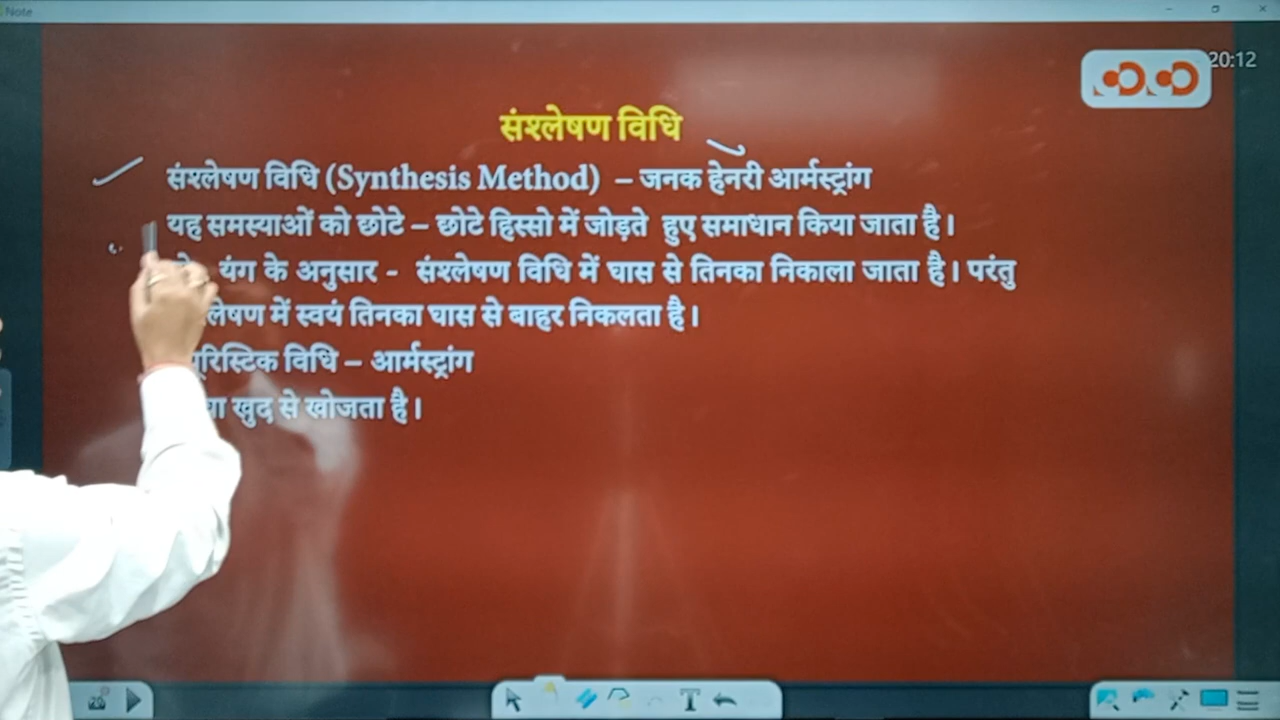 Note
20:12
संश्लेषण विधि
संश्लेषण विधि (Synthesis Method) – जनक हेनरी आर्मस्ट्रांग
यह समस्याओं को छोटे – छोटे हिस्सो में जोड़ते हुए समाधान किया जाता है।
यंग के अनुसार - संश्लेषण विधि में घास से तिनका निकाला जाता है। परंतु
में स्वयं तिनका घास से बाहर निकलता है।
विधि – आर्मस्ट्रांग
खुद से खोजता है।